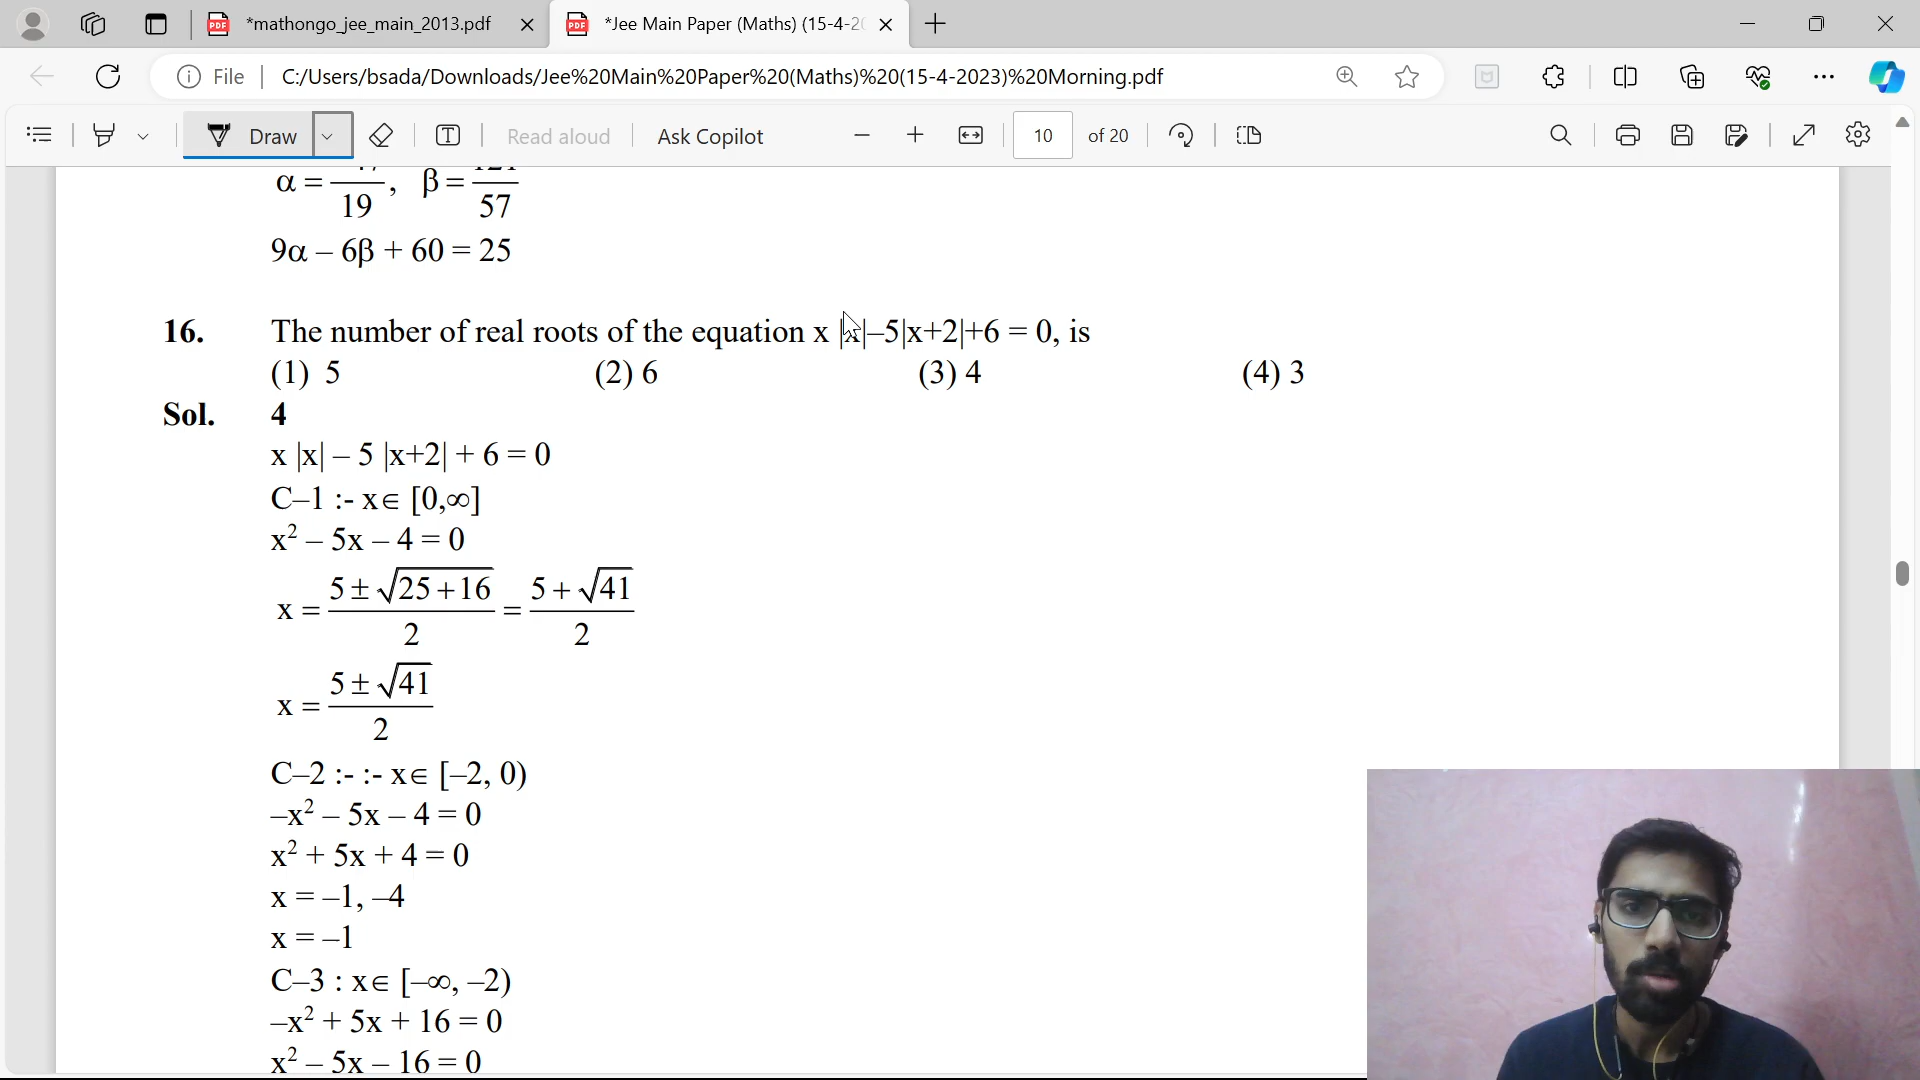 *mathongo_jee_main_2013.pdf
*Jee Main Paper (Maths) (15-4-20
File
C:/Users/bsada/Downloads/Jee%20Main%20Paper%20(Maths)%20(15-4-2023)%20Morning.pdf
Draw
Read aloud
Ask Copilot
10 of 20
α = /19, β = /57
9α – 6β + 60 = 25
16. The number of real roots of the equation x |x|–5|x+2|+6 = 0, is
(1) 5 (2) 6 (3) 4 (4) 3
Sol. 4
x |x| – 5 |x+2| + 6 = 0
C–1 :- x∈ [0,∞]
x² – 5x – 4 = 0
x = (5 ± √(25+16))/2 = (5 + √41)/2
x = (5 ± √41)/2
C–2 :- :- x∈ [–2, 0)
–x² – 5x – 4 = 0
x² + 5x + 4 = 0
x = –1, –4
x = –1
C–3 : x∈ [–∞, –2)
–x² + 5x + 16 = 0
x² – 5x – 16 = 0